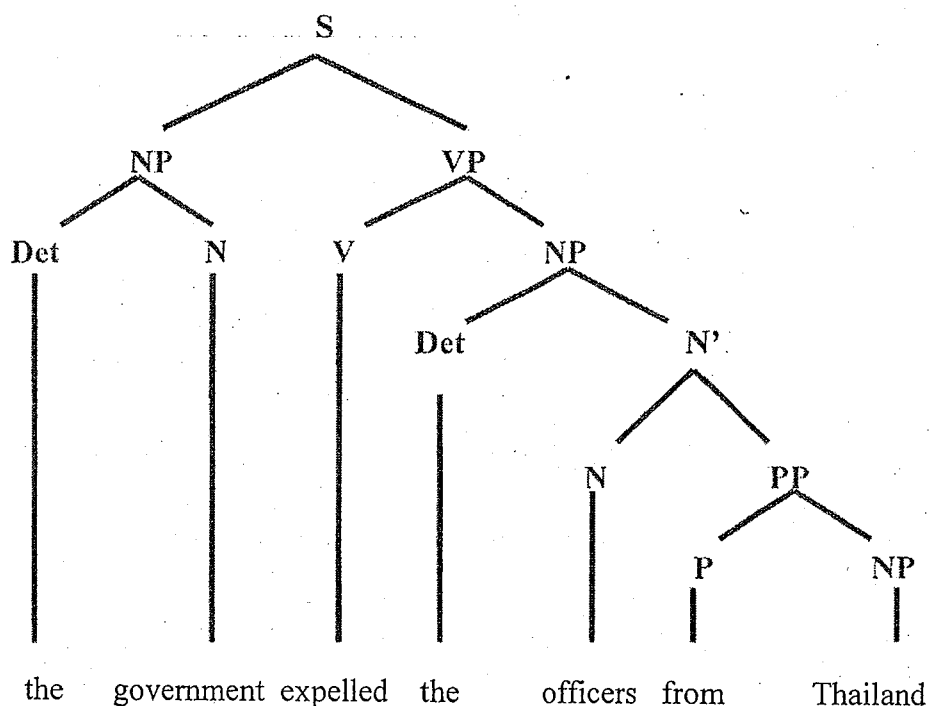 S
NP VP
Det N V NP
Det N’
N PP
P NP
the government expelled the officers from Thailand